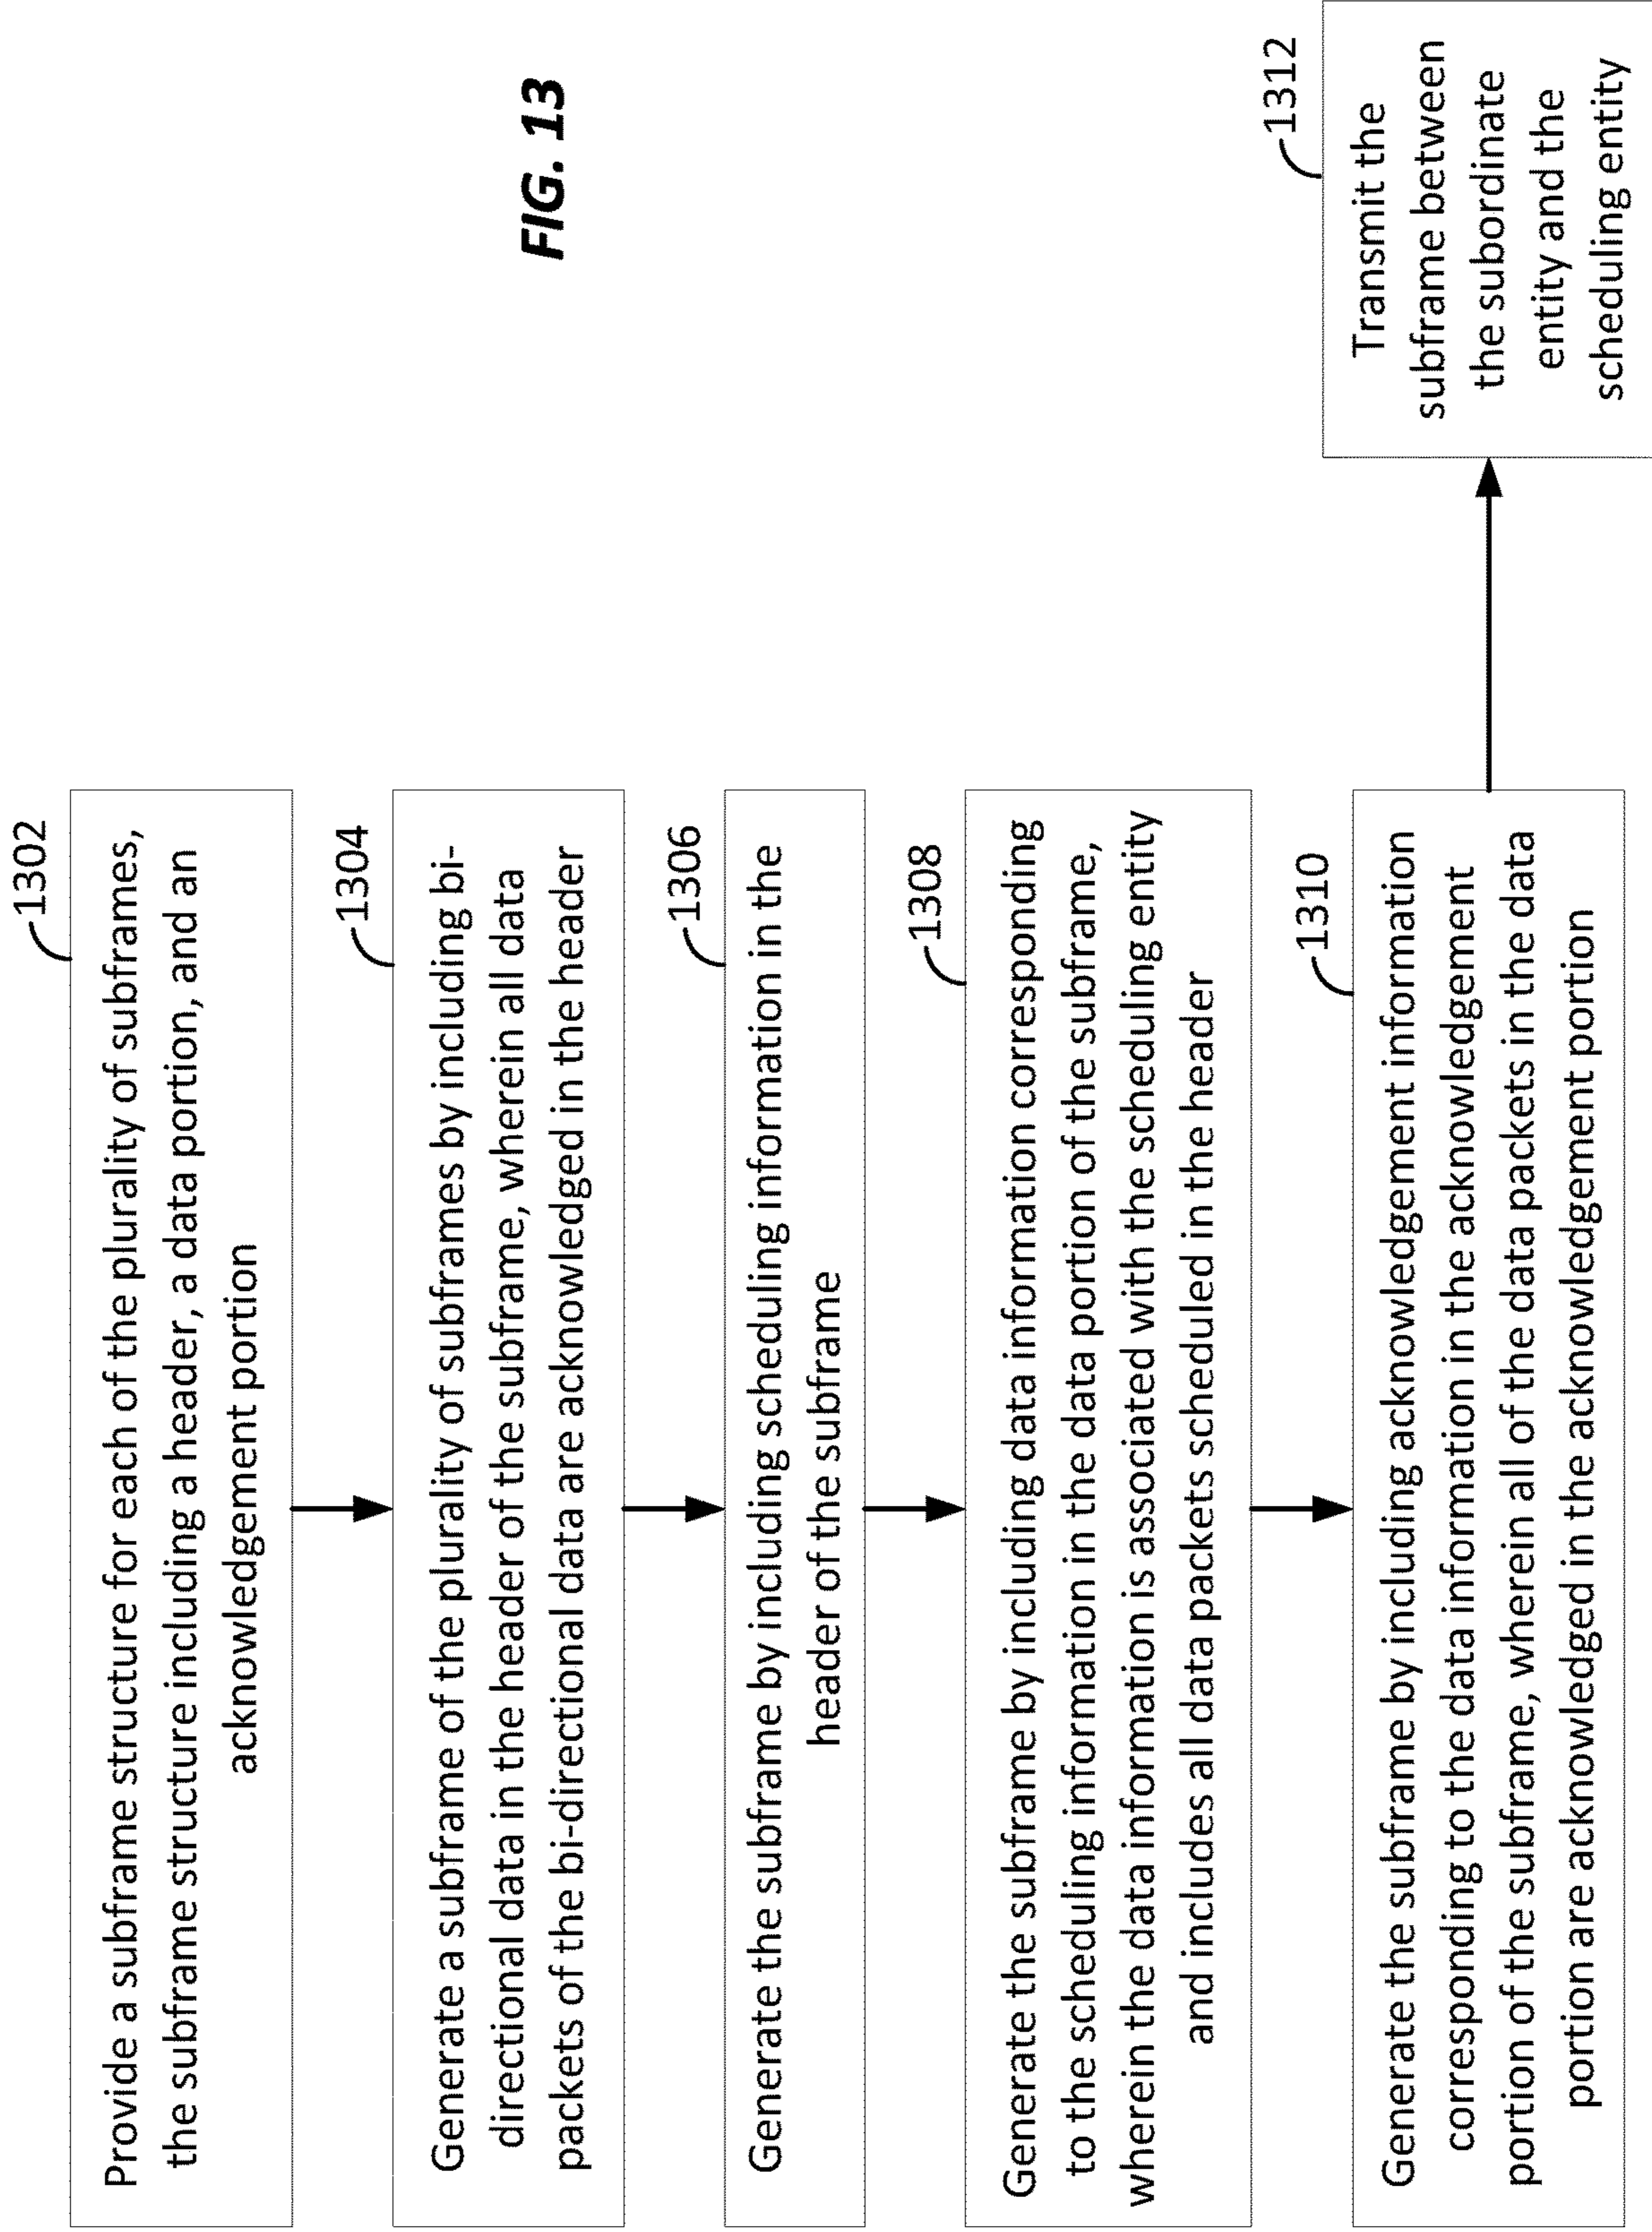 1302
Provide a subframe structure for each of the plurality of subframes,
the subframe structure including a header, a data portion, and an
acknowledgement portion
1304
Generate a subframe of the plurality of subframes by including bi-
directional data in the header of the subframe, wherein all data
packets of the bi-directional data are acknowledged in the header
1306
Generate the subframe by including scheduling information in the
header of the subframe
1308
Generate the subframe by including data information corresponding
to the scheduling information in the data portion of the subframe,
wherein the data information is associated with the scheduling entity
and includes all data packets scheduled in the header
1310
Generate the subframe by including acknowledgement information
corresponding to the data information in the acknowledgement
portion of the subframe, wherein all of the data packets in the data
portion are acknowledged in the acknowledgement portion
1312
Transmit the
subframe between
the subordinate
entity and the
scheduling entity
FIG. 13